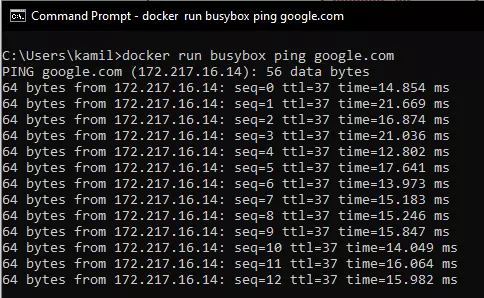 Command Prompt - docker run busybox ping google.com
C:\Users\kamil>docker run busybox ping google.com
PING google.com (172.217.16.14): 56 data bytes
64 bytes from 172.217.16.14: seq=0 ttl=37 time=14.854 ms
64 bytes from 172.217.16.14: seq=1 ttl=37 time=21.669 ms
64 bytes from 172.217.16.14: seq=2 ttl=37 time=16.874 ms
64 bytes from 172.217.16.14: seq=3 ttl=37 time=21.036 ms
64 bytes from 172.217.16.14: seq=4 ttl=37 time=12.802 ms
64 bytes from 172.217.16.14: seq=5 ttl=37 time=17.641 ms
64 bytes from 172.217.16.14: seq=6 ttl=37 time=13.973 ms
64 bytes from 172.217.16.14: seq=7 ttl=37 time=15.183 ms
64 bytes from 172.217.16.14: seq=8 ttl=37 time=15.246 ms
64 bytes from 172.217.16.14: seq=9 ttl=37 time=15.847 ms
64 bytes from 172.217.16.14: seq=10 ttl=37 time=14.049 ms
64 bytes from 172.217.16.14: seq=11 ttl=37 time=16.064 ms
64 bytes from 172.217.16.14: seq=12 ttl=37 time=15.982 ms